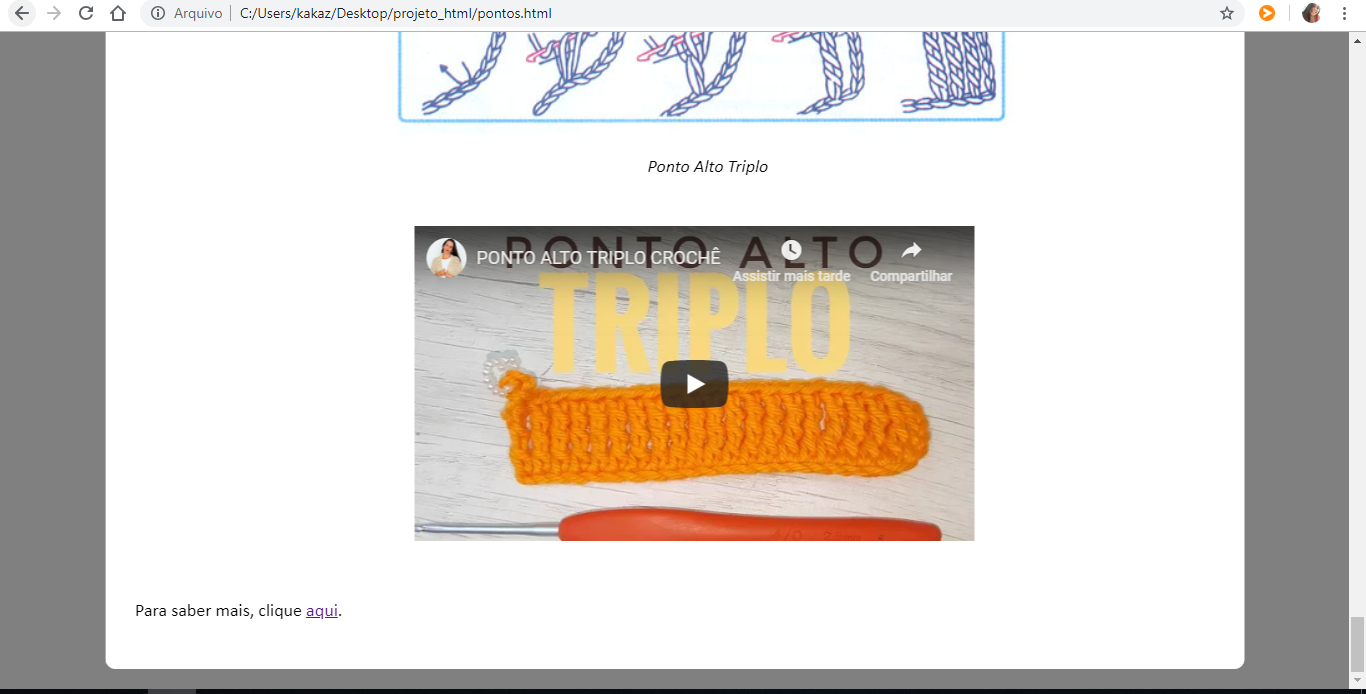 Arquivo C:/Users/kakaz/Desktop/projeto_html/pontos.html
Ponto Alto Triplo
PONTO ALTO
PONTO ALTO TRIPLO CROCHÊ
Assistir mais tarde Compartilhar
TRIPLO
Para saber mais, clique aqui.